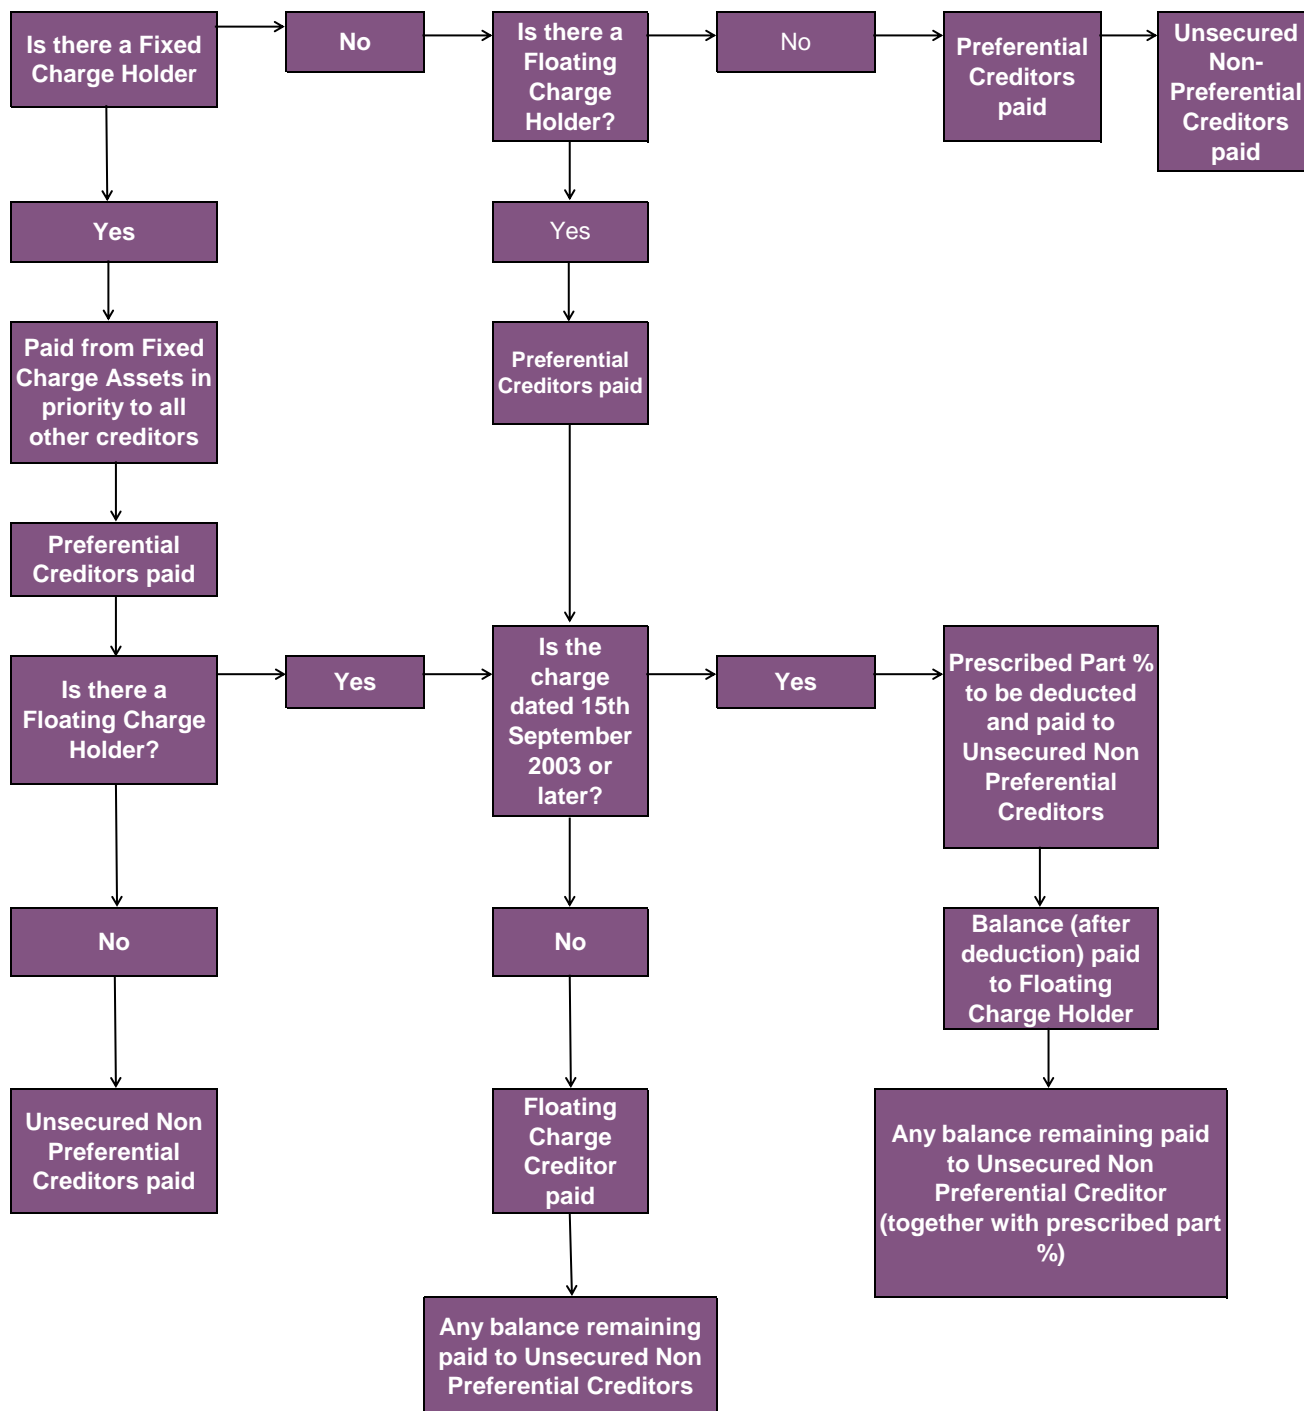 Is there a Fixed
Charge Holder
No
Is there a
Floating
Charge
Holder?
No
Preferential
Creditors
paid
Unsecured
Non-
Preferential
Creditors
paid
Yes
Yes
Paid from Fixed
Charge Assets in
priority to all
other creditors
Preferential
Creditors paid
Preferential
Creditors paid
Is there a
Floating Charge
Holder?
Yes
Is the
charge
dated 15th
September
2003 or
later?
Yes
Prescribed Part %
to be deducted
and paid to
Unsecured Non
Preferential
Creditors
No
No
Balance (after
deduction) paid
to Floating
Charge Holder
Unsecured Non
Preferential
Creditors paid
Floating
Charge
Creditor
paid
Any balance remaining paid
to Unsecured Non
Preferential Creditor
(together with prescribed part
%)
Any balance remaining
paid to Unsecured Non
Preferential Creditors